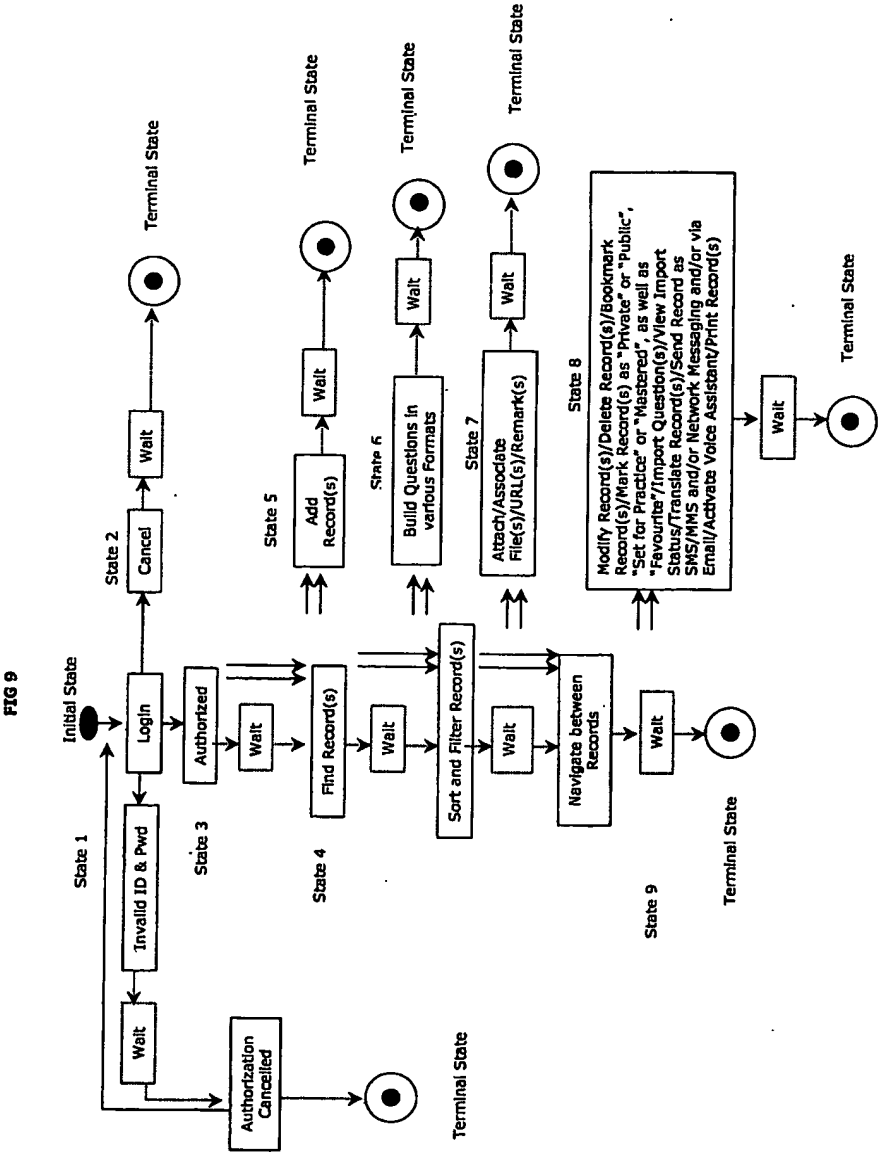 FIG 9
Initial State
State 1
Login
State 2
Cancel
Wait
Terminal State
Invalid ID & Pwd
Wait
Authorization
Cancelled
Terminal State
State 3
Authorized
Wait
State 4
Find Record(s)
Wait
Sort and Filter Record(s)
Wait
Navigate between
Records
State 9
Wait
Terminal State
State 5
Add
Record(s)
Wait
Terminal State
State 6
Build Questions in
various Formats
Wait
Terminal State
State 7
Attach/Associate
File(s)/URL(s)/Remark(s)
Wait
Terminal State
State 8
Modify Record(s)/Delete Record(s)/Bookmark
Record(s)/Mark Record(s) as "Private" or "Public",
"Set for Practice" or "Mastered", as well as
"Favourite"/Import Question(s)/View Import
Status/Translate Record(s)/Send Record as
SMS/MMS and/or Network Messaging and/or via
Email/Activate Voice Assistant/Print Record(s)
Wait
Terminal State